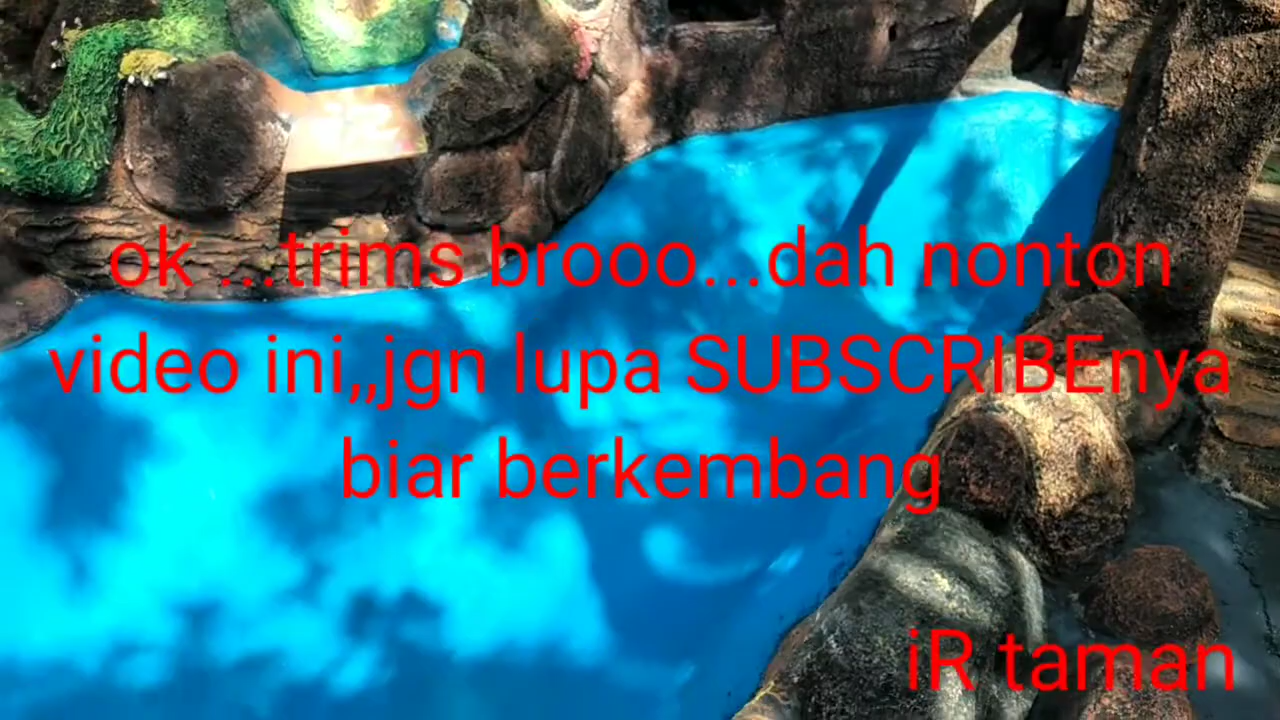 ok ...trims brooo...dah nonton
video ini,,jgn lupa SUBSCRIBEnya
biar berkembang
iR taman